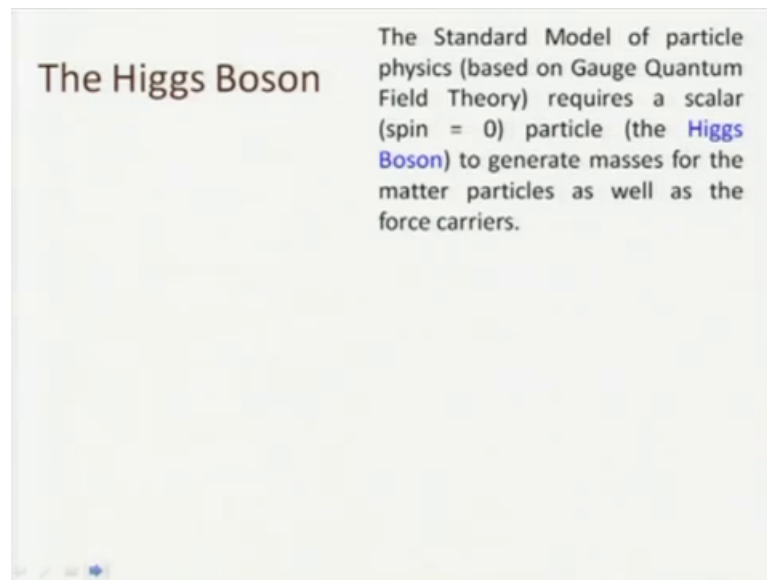 The Higgs Boson
The Standard Model of particle
physics (based on Gauge Quantum
Field Theory) requires a scalar
(spin = 0) particle (the Higgs
Boson) to generate masses for the
matter particles as well as the
force carriers.